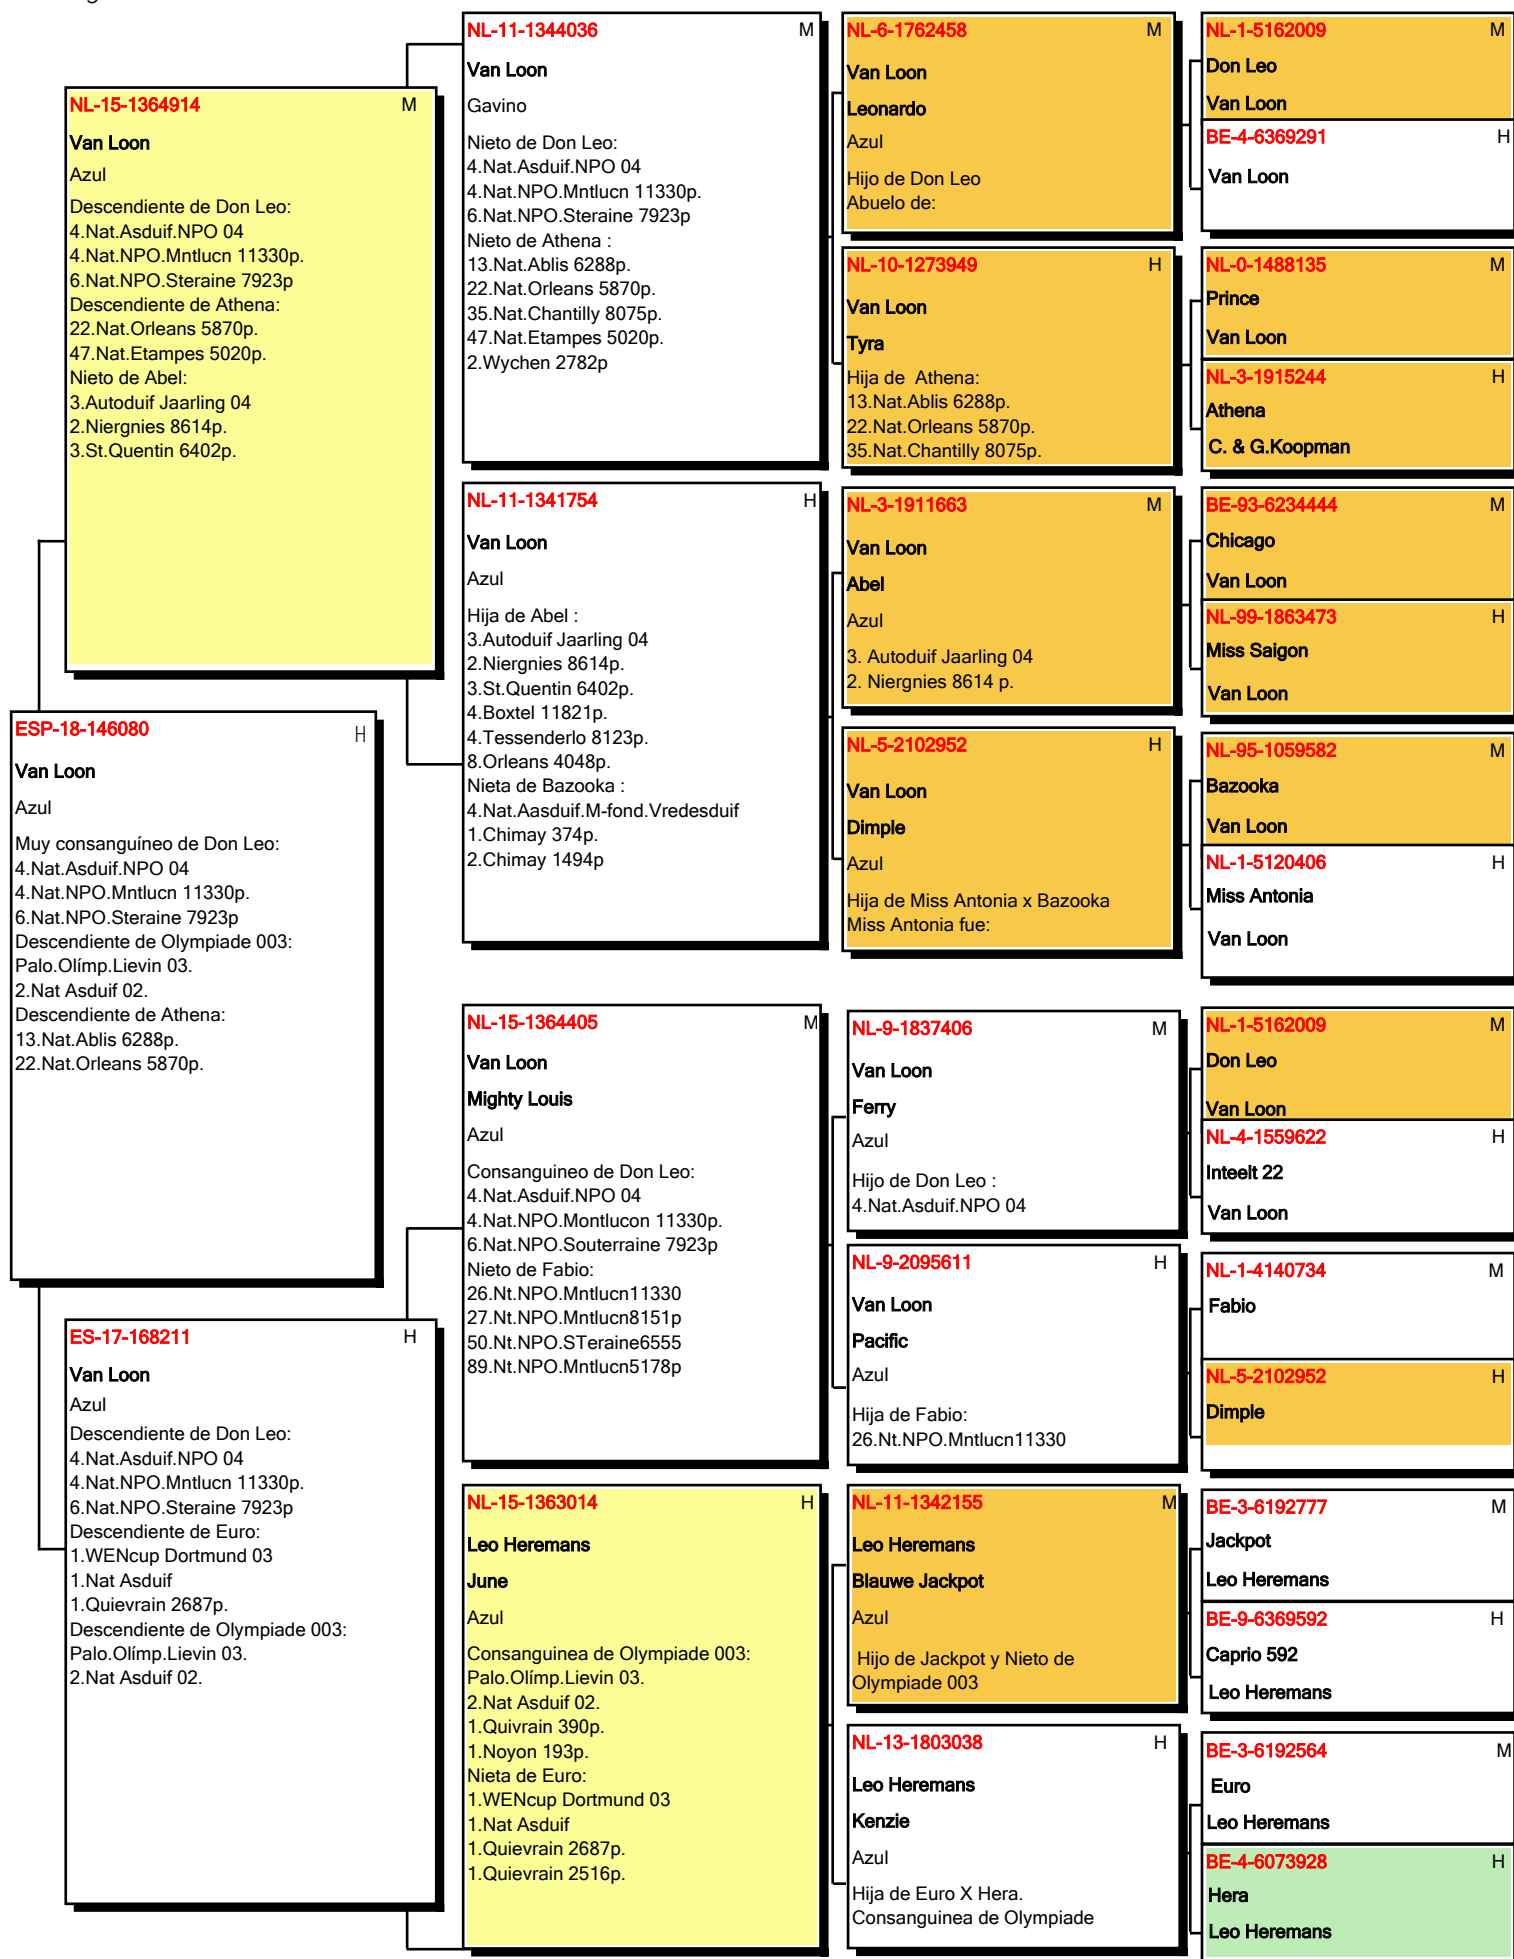 NL-15-1364914 M
Van Loon
Azul
Descendiente de Don Leo:
4.Nat.Asduif.NPO 04
4.Nat.NPO.Mntlucn 11330p.
6.Nat.NPO.Steraine 7923p
Descendiente de Athena:
22.Nat.Orleans 5870p.
47.Nat.Etampes 5020p.
Nieto de Abel:
3.Autoduif Jaarling 04
2.Niergnies 8614p.
3.St.Quentin 6402p.
ESP-18-146080 H
Van Loon
Azul
Muy consanguíneo de Don Leo:
4.Nat.Asduif.NPO 04
4.Nat.NPO.Mntlucn 11330p.
6.Nat.NPO.Steraine 7923p
Descendiente de Olympiade 003:
Palo.Olímp.Lievin 03.
2.Nat Asduif 02.
Descendiente de Athena:
13.Nat.Ablis 6288p.
22.Nat.Orleans 5870p.
ES-17-168211 H
Van Loon
Azul
Descendiente de Don Leo:
4.Nat.Asduif.NPO 04
4.Nat.NPO.Mntlucn 11330p.
6.Nat.NPO.Steraine 7923p
Descendiente de Euro:
1.WENcup Dortmund 03
1.Nat Asduif
1.Quievrain 2687p.
Descendiente de Olympiade 003:
Palo.Olímp.Lievin 03.
2.Nat Asduif 02.
NL-11-1344036 M
Van Loon
Gavino
Nieto de Don Leo:
4.Nat.Asduif.NPO 04
4.Nat.NPO.Mntlucn 11330p.
6.Nat.NPO.Steraine 7923p
Nieto de Athena :
13.Nat.Ablis 6288p.
22.Nat.Orleans 5870p.
35.Nat.Chantilly 8075p.
47.Nat.Etampes 5020p.
2.Wychen 2782p
NL-11-1341754 H
Van Loon
Azul
Hija de Abel :
3.Autoduif Jaarling 04
2.Niergnies 8614p.
3.St.Quentin 6402p.
4.Boxtel 11821p.
4.Tessenderlo 8123p.
8.Orleans 4048p.
Nieta de Bazooka :
4.Nat.Aasduif.M-fond.Vredesduif
1.Chimay 374p.
2.Chimay 1494p
NL-15-1364405 M
Van Loon
Mighty Louis
Azul
Consanguineo de Don Leo:
4.Nat.Asduif.NPO 04
4.Nat.NPO.Montlucon 11330p.
6.Nat.NPO.Souterraine 7923p
Nieto de Fabio:
26.Nt.NPO.Mntlucn11330
27.Nt.NPO.Mntlucn8151p
50.Nt.NPO.STeraine6555
89.Nt.NPO.Mntlucn5178p
NL-15-1363014 H
Leo Heremans
June
Azul
Consanguinea de Olympiade 003:
Palo.Olímp.Lievin 03.
2.Nat Asduif 02.
1.Quivrain 390p.
1.Noyon 193p.
Nieta de Euro:
1.WENcup Dortmund 03
1.Nat Asduif
1.Quievrain 2687p.
1.Quievrain 2516p.
NL-6-1762458 M
Van Loon
Leonardo
Azul
Hijo de Don Leo
Abuelo de:
NL-10-1273949 H
Van Loon
Tyra
Hija de  Athena:
13.Nat.Ablis 6288p.
22.Nat.Orleans 5870p.
35.Nat.Chantilly 8075p.
NL-3-1911663 M
Van Loon
Abel
Azul
3. Autoduif Jaarling 04
2. Niergnies 8614 p.
NL-5-2102952 H
Van Loon
Dimple
Azul
Hija de Miss Antonia x Bazooka
Miss Antonia fue:
NL-9-1837406 M
Van Loon
Ferry
Azul
Hijo de Don Leo :
4.Nat.Asduif.NPO 04
NL-9-2095611 H
Van Loon
Pacific
Azul
Hija de Fabio:
26.Nt.NPO.Mntlucn11330
NL-11-1342155 M
Leo Heremans
Blauwe Jackpot
Azul
Hijo de Jackpot y Nieto de
Olympiade 003
NL-13-1803038 H
Leo Heremans
Kenzie
Azul
Hija de Euro X Hera.
Consanguinea de Olympiade
NL-1-5162009 M
Don Leo
Van Loon
BE-4-6369291 H
Van Loon
NL-0-1488135 M
Prince
Van Loon
NL-3-1915244 H
Athena
C. & G.Koopman
BE-93-6234444 M
Chicago
Van Loon
NL-99-1863473 H
Miss Saigon
Van Loon
NL-95-1059582 M
Bazooka
Van Loon
NL-1-5120406 H
Miss Antonia
Van Loon
NL-1-5162009 M
Don Leo
Van Loon
NL-4-1559622 H
Inteelt 22
Van Loon
NL-1-4140734 M
Fabio
NL-5-2102952 H
Dimple
BE-3-6192777 M
Jackpot
Leo Heremans
BE-9-6369592 H
Caprio 592
Leo Heremans
BE-3-6192564 M
Euro
Leo Heremans
BE-4-6073928 H
Hera
Leo Heremans